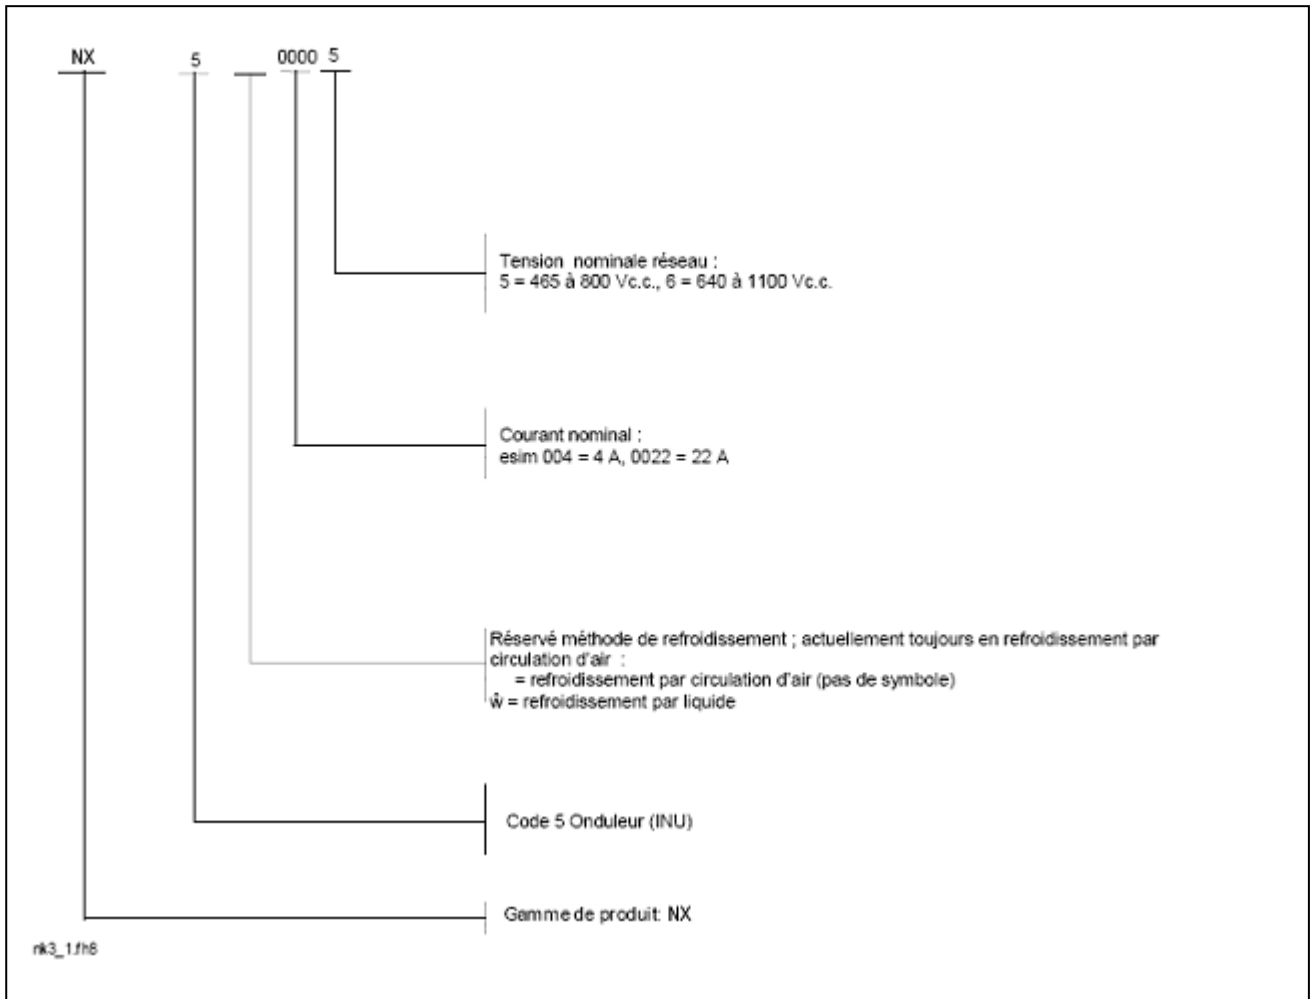 NX 5 0000 5
Tension nominale réseau :
5 = 465 à 800 Vc.c., 6 = 640 à 1100 Vc.c.
Courant nominal :
esim 004 = 4 A, 0022 = 22 A
Réservé méthode de refroidissement ; actuellement toujours en refroidissement par
circulation d'air :
= refroidissement par circulation d'air (pas de symbole)
ŵ = refroidissement par liquide
Code 5 Onduleur (INU)
Gamme de produit: NX
nk3_1.fh8